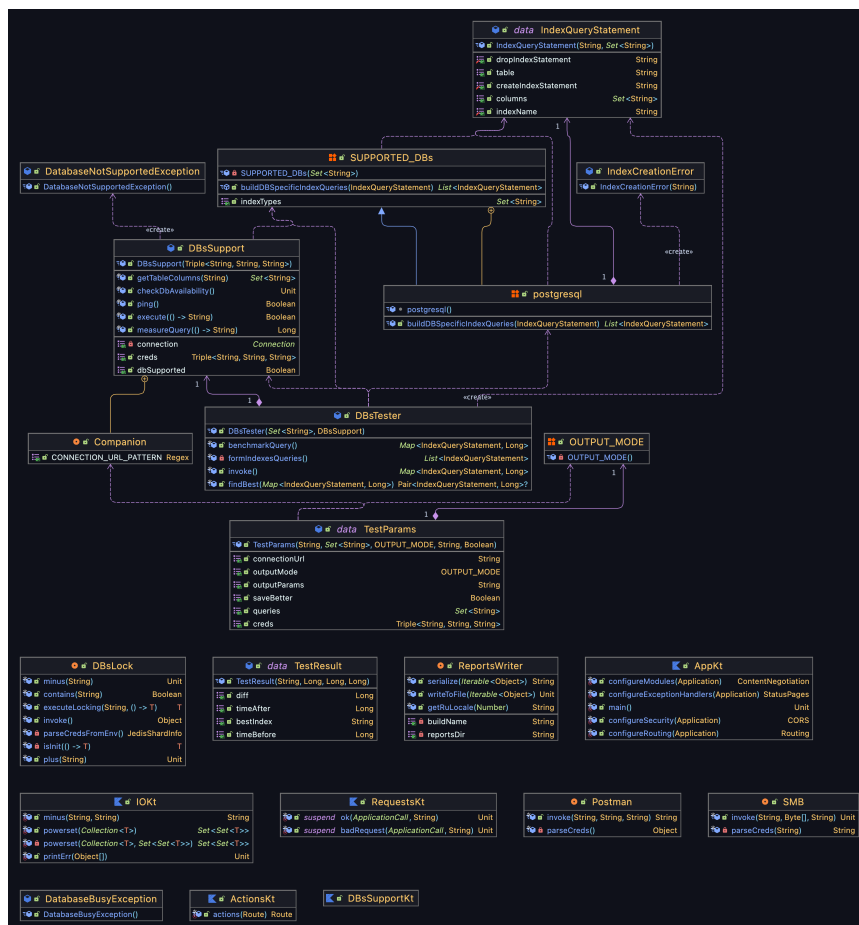 data IndexQueryStatement
IndexQueryStatement(String, Set<String>)
dropIndexStatement String
table String
createIndexStatement String
columns Set<String>
indexName String
1
SUPPORTED_DBs
SUPPORTED_DBs(Set<String>)
buildDBSpecificIndexQueries(IndexQueryStatement) List<IndexQueryStatement>
indexTypes Set<String>
DatabaseNotSupportedException
DatabaseNotSupportedException()
IndexCreationError
IndexCreationError(String)
«create»
«create»
DBsSupport
DBsSupport(Triple<String, String, String>)
getTableColumns(String) Set<String>
checkDbAvailability() Unit
ping() Boolean
execute(() -> String) Boolean
measureQuery(() -> String) Long
connection Connection
creds Triple<String, String, String>
dbSupported Boolean
1
postgresql
postgresql()
buildDBSpecificIndexQueries(IndexQueryStatement) List<IndexQueryStatement>
1
1
«create»
DBsTester
DBsTester(Set<String>, DBsSupport)
benchmarkQuery() Map<IndexQueryStatement, Long>
formIndexesQueries() List<IndexQueryStatement>
invoke() Map<IndexQueryStatement, Long>
findBest(Map<IndexQueryStatement, Long>) Pair<IndexQueryStatement, Long>?
Companion
CONNECTION_URL_PATTERN Regex
OUTPUT_MODE
OUTPUT_MODE()
1
1
data TestParams
TestParams(String, Set<String>, OUTPUT_MODE, String, Boolean)
connectionUrl String
outputMode OUTPUT_MODE
outputParams String
saveBetter Boolean
queries Set<String>
creds Triple<String, String, String>
DBsLock
minus(String) Unit
contains(String) Boolean
executeLocking(String, () -> T) T
invoke() Object
parseCredsFromEnv() JedisShardInfo
isInit(() -> T) T
plus(String) Unit
data TestResult
TestResult(String, Long, Long, Long)
diff Long
timeAfter Long
bestIndex String
timeBefore Long
ReportsWriter
serialize(Iterable<Object>) String
writeToFile(Iterable<Object>) Unit
getRuLocale(Number) String
buildName String
reportsDir String
AppKt
configureModules(Application) ContentNegotiation
configureExceptionHandlers(Application) StatusPages
main() Unit
configureSecurity(Application) CORS
configureRouting(Application) Routing
IOKt
minus(String, String) String
powerset(Collection<T>) Set<Set<T>>
powerset(Collection<T>, Set<Set<T>>) Set<Set<T>>
printErr(Object[]) Unit
RequestsKt
suspend ok(ApplicationCall, String) Unit
suspend badRequest(ApplicationCall, String) Unit
Postman
invoke(String, String, String) String
parseCreds() Object
SMB
invoke(String, Byte[], String) Unit
parseCreds(String) String
DatabaseBusyException
DatabaseBusyException()
ActionsKt
actions(Route) Route
DBsSupportKt